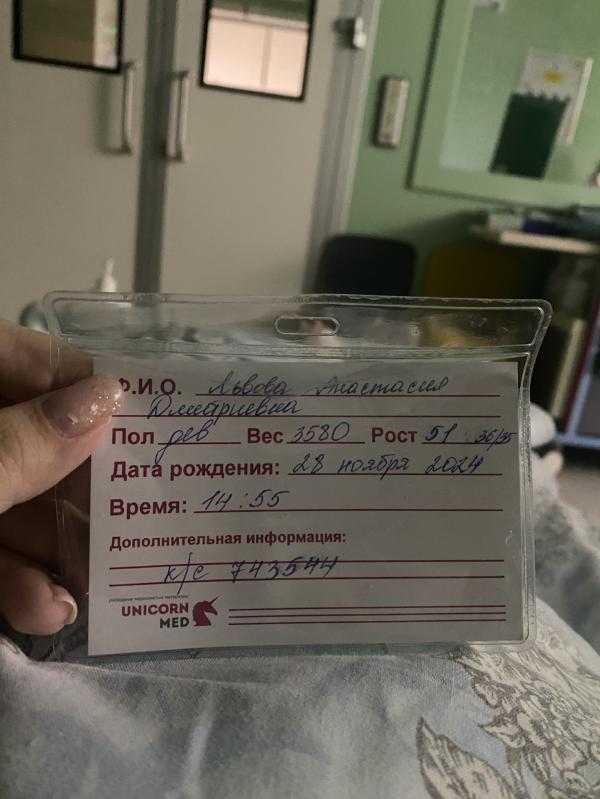 Ф.И.О. Львова Анастасия
Дмитриевна
Пол дев Вес 3580 Рост 51 36/35
Дата рождения: 28 ноября 2024
Время: 14:55
Дополнительная информация:
к/с 743544
UNICORN
MED